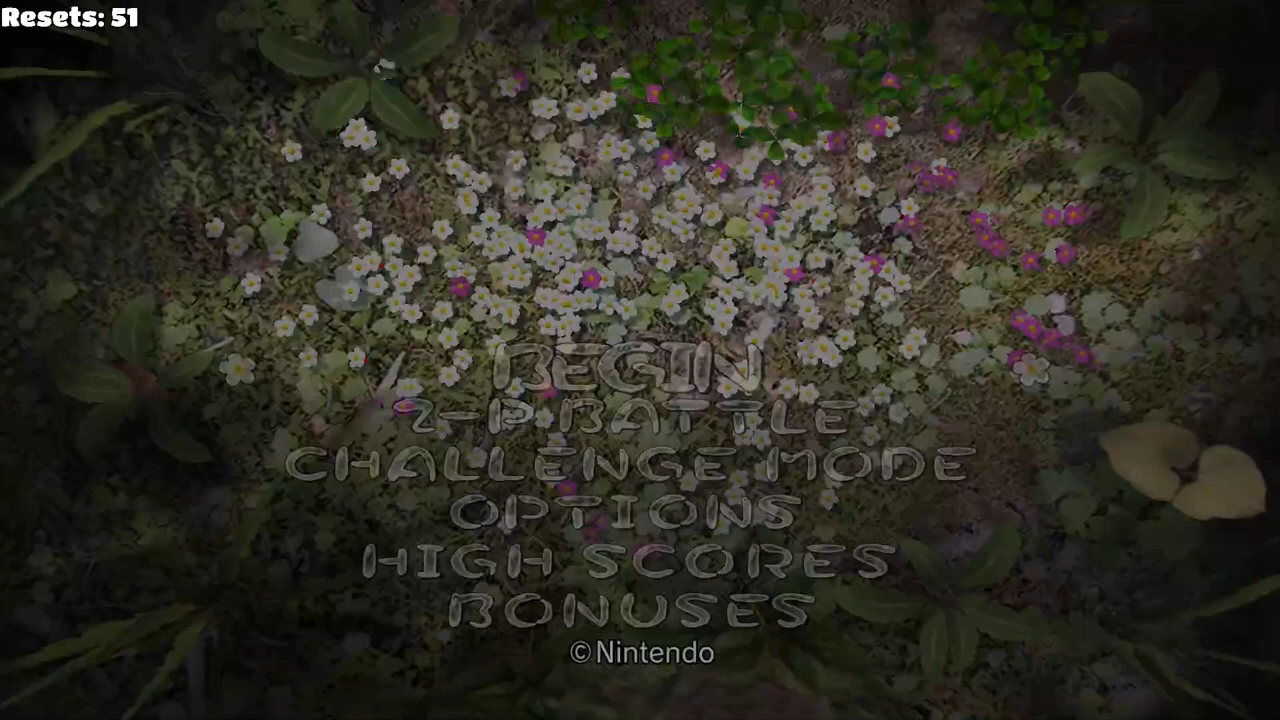 Resets: 51
BEGIN
2-P BATTLE
CHALLENGE MODE
OPTIONS
HIGH SCORES
BONUSES
©Nintendo